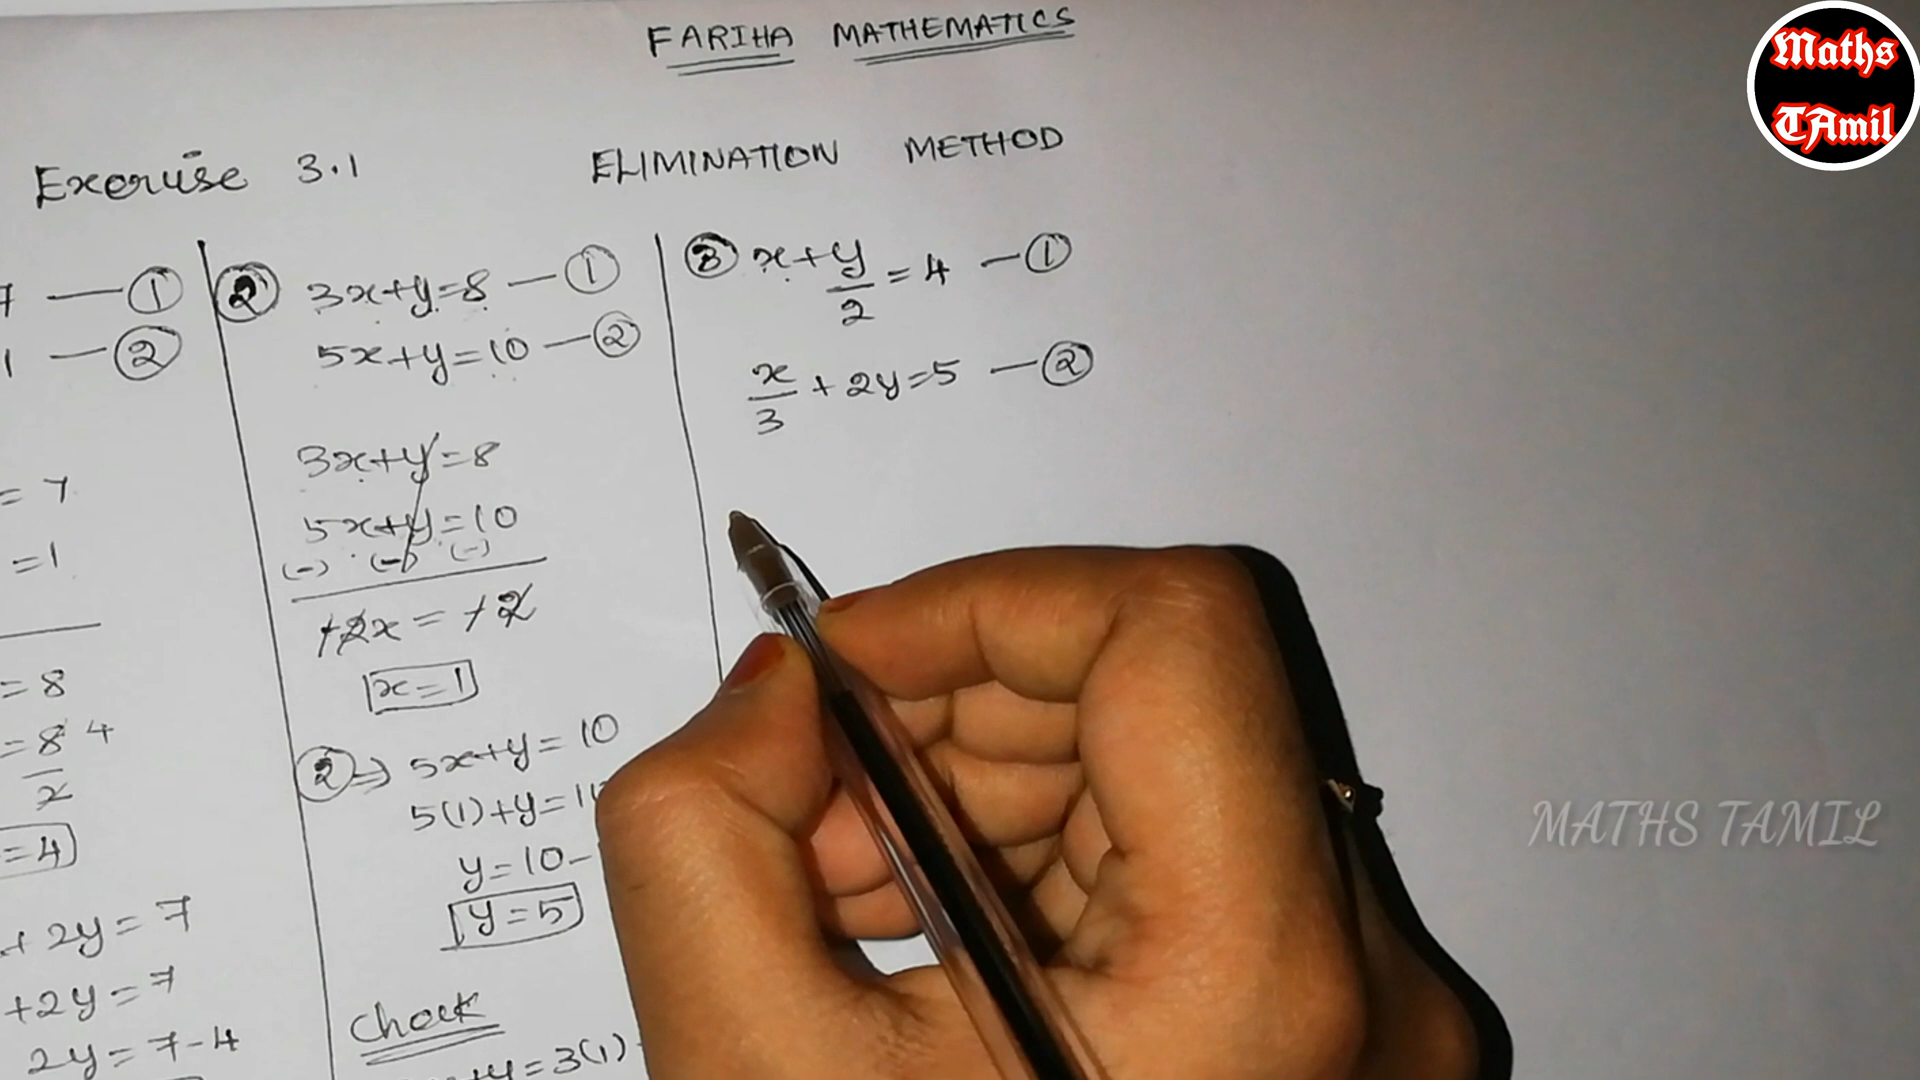 FARIHA MATHEMATICS
Maths
TAmil
Exercise 3.1
ELIMINATION METHOD
7 — ①
1 — ②
= 7
= 1
= 8
= 8 4
2
= 4
+ 2y = 7
+ 2y = 7
2y = 7 - 4
② 3x + y = 8 — ①
5x + y = 10 — ②
3x + y = 8
5x + y = 10
(-) (-) (-)
+2x = +2
x = 1
② ⇒ 5x + y = 10
5(1) + y = 10
y = 10 -
y = 5
Check
+ y = 3(1)
③ x + y/2 = 4 — ①
x/3 + 2y = 5 — ②
MATHS TAMIL